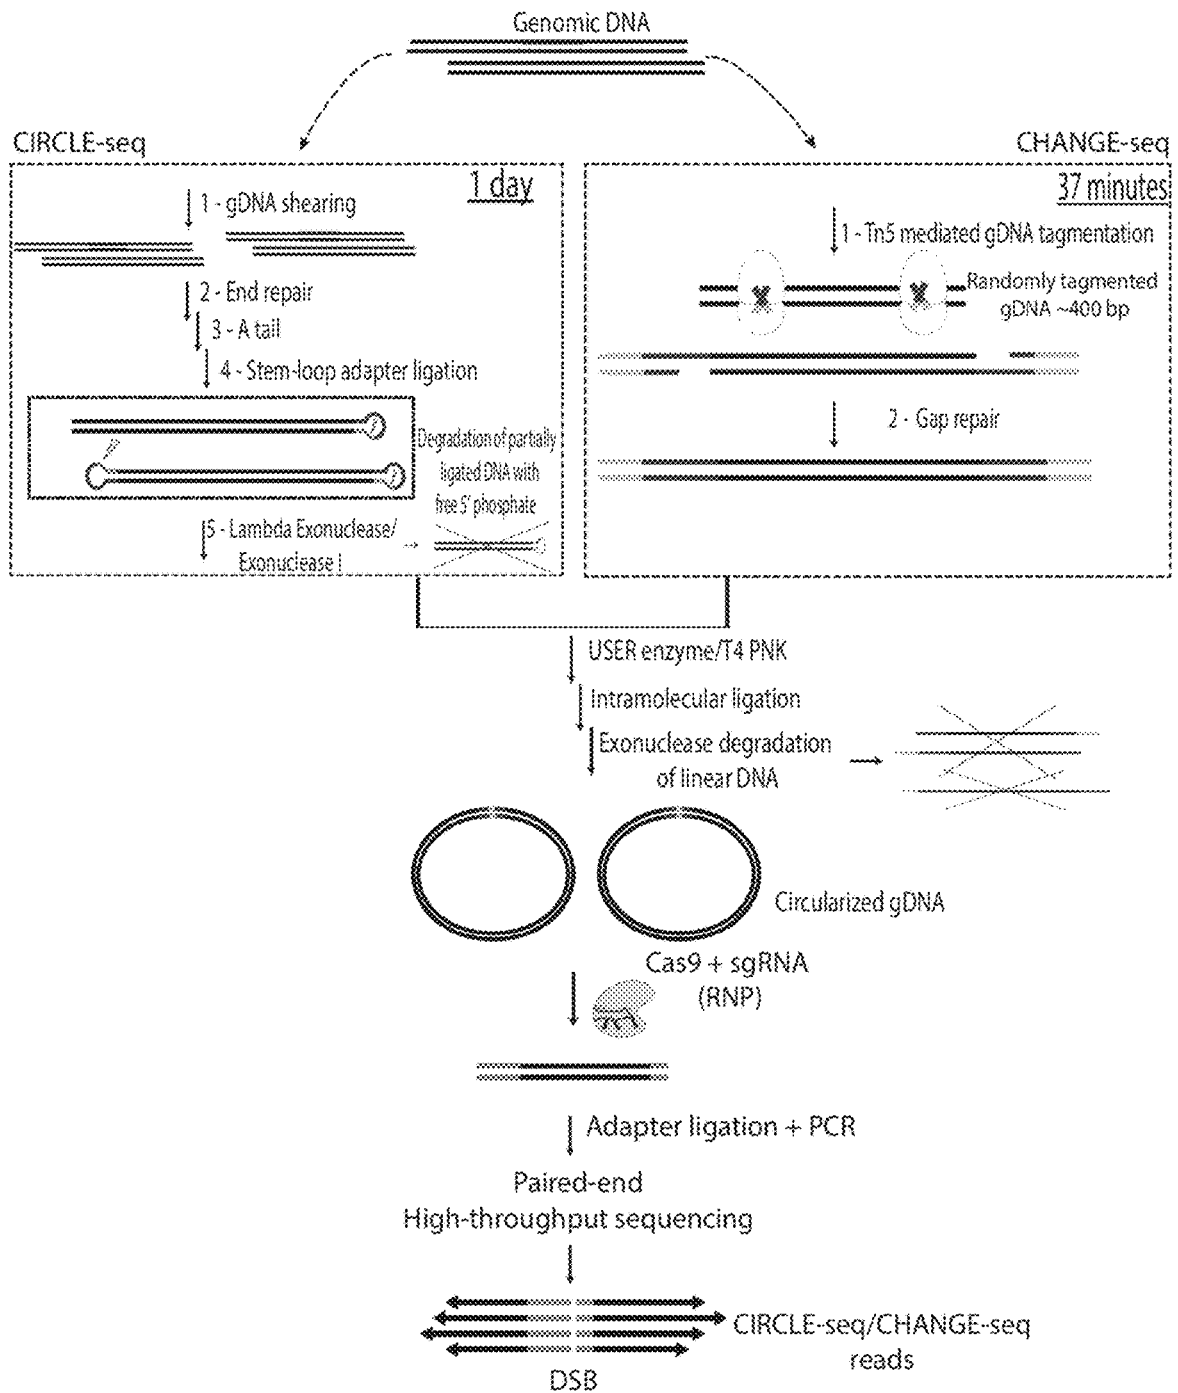 Genomic DNA
CIRCLE-seq
1 day
1 - gDNA shearing
2 - End repair
3 - A tail
4 - Stem-loop adapter ligation
Degradation of partially
ligated DNA with
free 5' phosphate
5 - Lambda Exonuclease/
Exonuclease I
CHANGE-seq
37 minutes
1 - Tn5 mediated gDNA tagmentation
Randomly tagmented
gDNA ~400 bp
2 - Gap repair
USER enzyme/T4 PNK
Intramolecular ligation
Exonuclease degradation
of linear DNA
Circularized gDNA
Cas9 + sgRNA
(RNP)
Adapter ligation + PCR
Paired-end
High-throughput sequencing
CIRCLE-seq/CHANGE-seq
reads
DSB